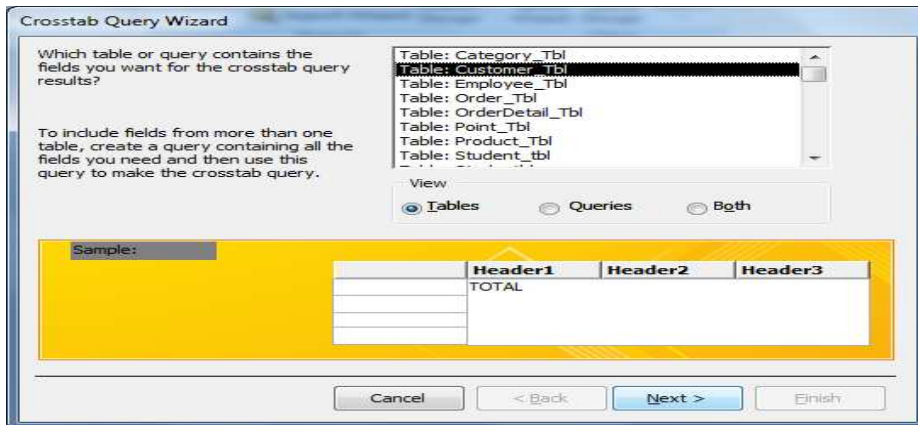 Crosstab Query Wizard
Which table or query contains the
fields you want for the crosstab query
results?
To include fields from more than one
table, create a query containing all the
fields you need and then use this
query to make the crosstab query.
Table: Category_Tbl
Table: Customer_Tbl
Table: Employee_Tbl
Table: Order_Tbl
Table: OrderDetail_Tbl
Table: Point_Tbl
Table: Product_Tbl
Table: Student_tbl
View
Tables
Queries
Both
Sample:
Header1 Header2 Header3
TOTAL
Cancel
< Back
Next >
Finish